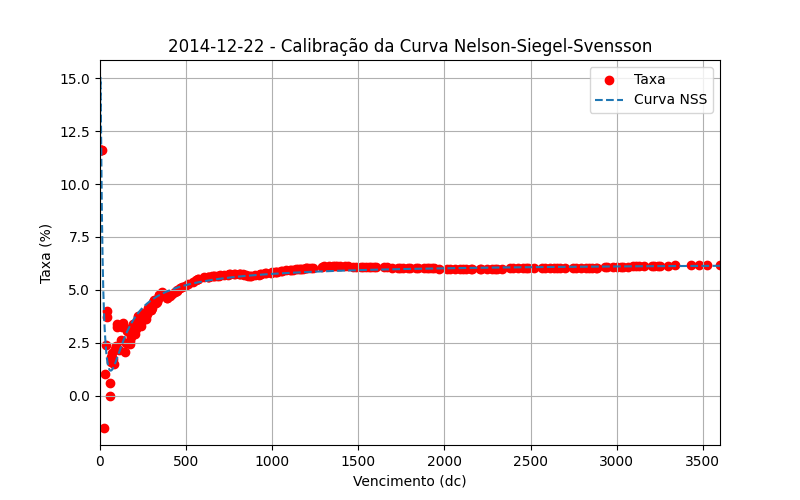 2014-12-22 - Calibração da Curva Nelson-Siegel-Svensson
Taxa
Curva NSS
Taxa (%)
15.0
12.5
10.0
7.5
5.0
2.5
0.0
0 500 1000 1500 2000 2500 3000 3500
Vencimento (dc)